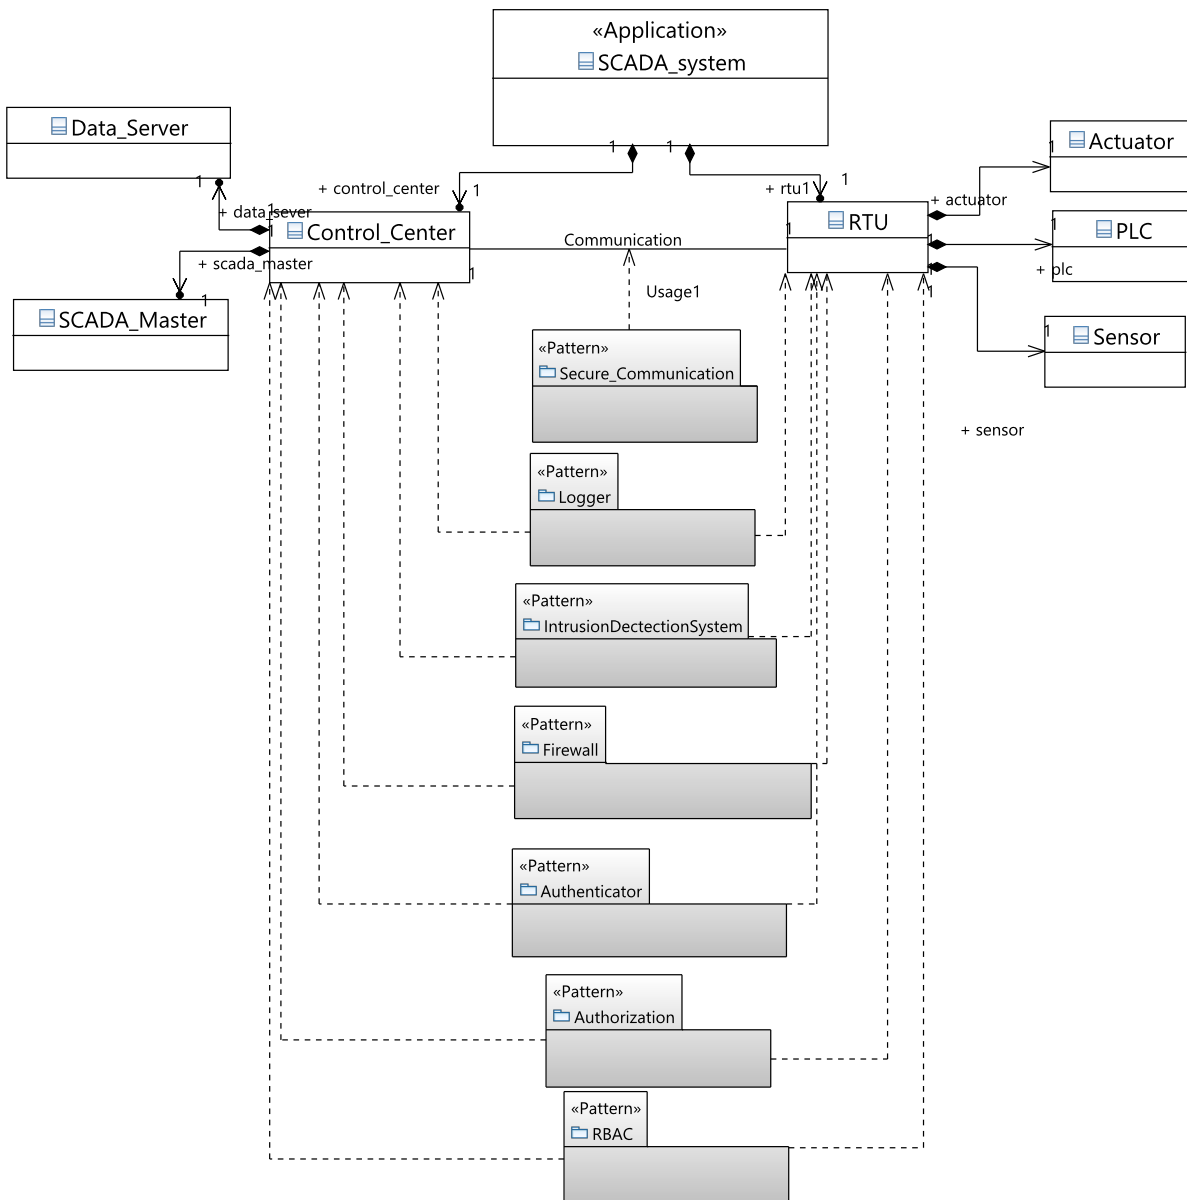 «Application»
SCADA_system
Data_Server
Actuator
1
1
1
1
+ control_center
1
+ rtu1
1
+ actuator
+ data_sever
1
1
Control_Center
Communication
1
RTU
1
1
PLC
+ scada_master
1
1
1
+ plc
1
SCADA_Master
Usage1
1
Sensor
«Pattern»
Secure_Communication
+ sensor
«Pattern»
Logger
«Pattern»
IntrusionDectectionSystem
«Pattern»
Firewall
«Pattern»
Authenticator
«Pattern»
Authorization
«Pattern»
RBAC